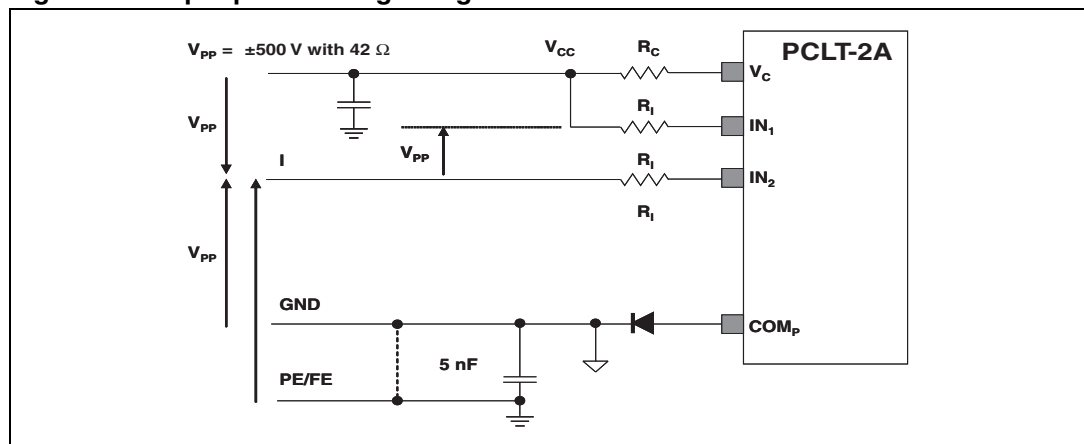 V_PP = ±500 V with 42 Ω
V_CC
R_C
PCLT-2A
V_C
V_PP
R_I
IN_1
V_PP
I
R_I
IN_2
R_I
V_PP
GND
COM_P
5 nF
PE/FE